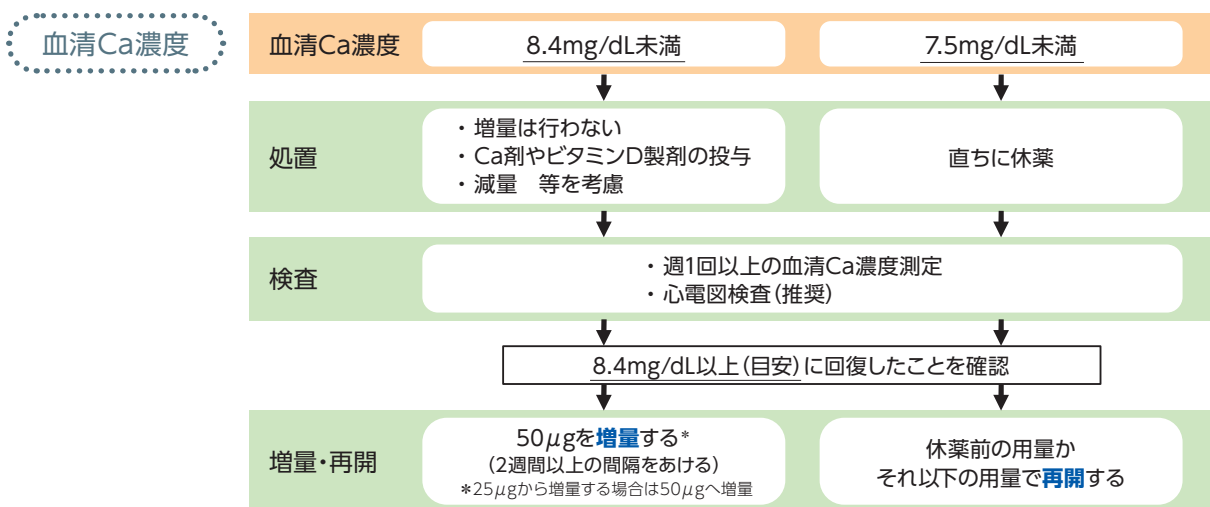 血清Ca濃度
血清Ca濃度
8.4mg/dL未満
7.5mg/dL未満
処置
・増量は行わない
・Ca剤やビタミンD製剤の投与
・減量　等を考慮
直ちに休薬
検査
・週1回以上の血清Ca濃度測定
・心電図検査(推奨)
8.4mg/dL以上(目安)に回復したことを確認
増量・再開
50μgを増量する*
(2週間以上の間隔をあける)
*25μgから増量する場合は50μgへ増量
休薬前の用量か
それ以下の用量で再開する